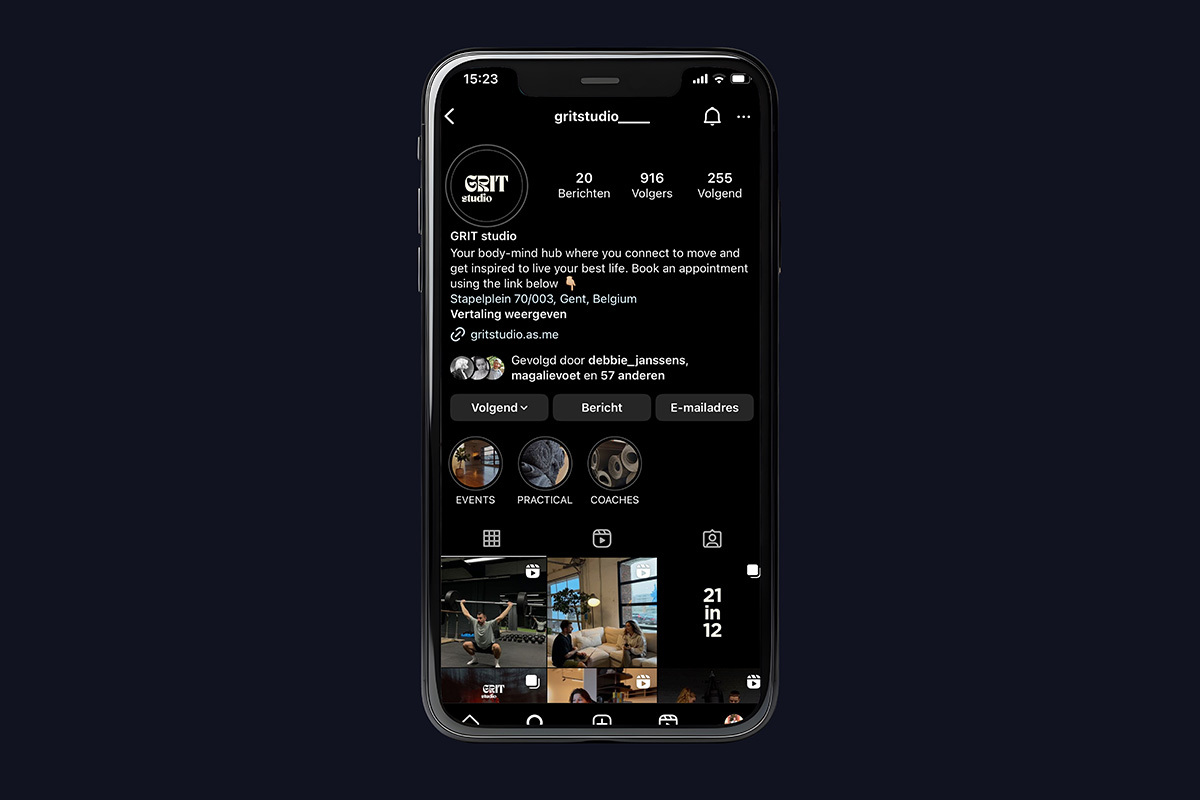 15:23
gritstudio____
GRIT
studio
20 916 255
Berichten Volgers Volgend
GRIT studio
Your body-mind hub where you connect to move and
get inspired to live your best life. Book an appointment
using the link below 👇🏼
Stapelplein 70/003, Gent, Belgium
Vertaling weergeven
gritstudio.as.me
Gevolgd door debbie_janssens,
magalievoet en 57 anderen
Volgend Bericht E-mailadres
EVENTS PRACTICAL COACHES
21
in
12
GRIT
studio